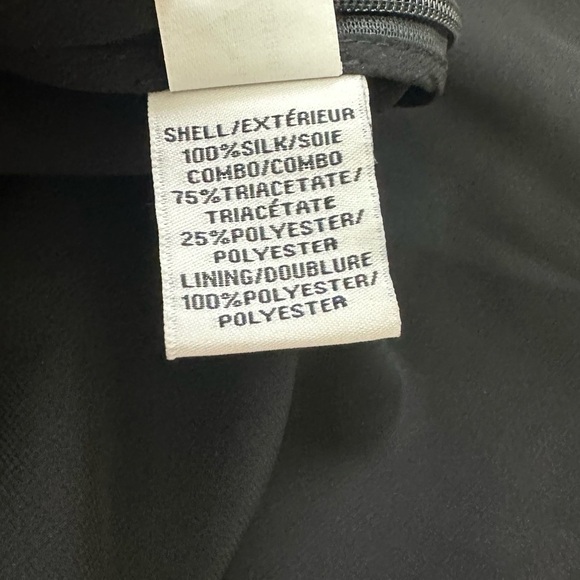 SHELL/EXTÉRIEUR
100%SILK/SOIE
COMBO/COMBO
75%TRIACETATE/
TRIACÉTATE
25%POLYESTER/
POLYESTER
LINING/DOUBLURE
100%POLYESTER/
POLYESTER